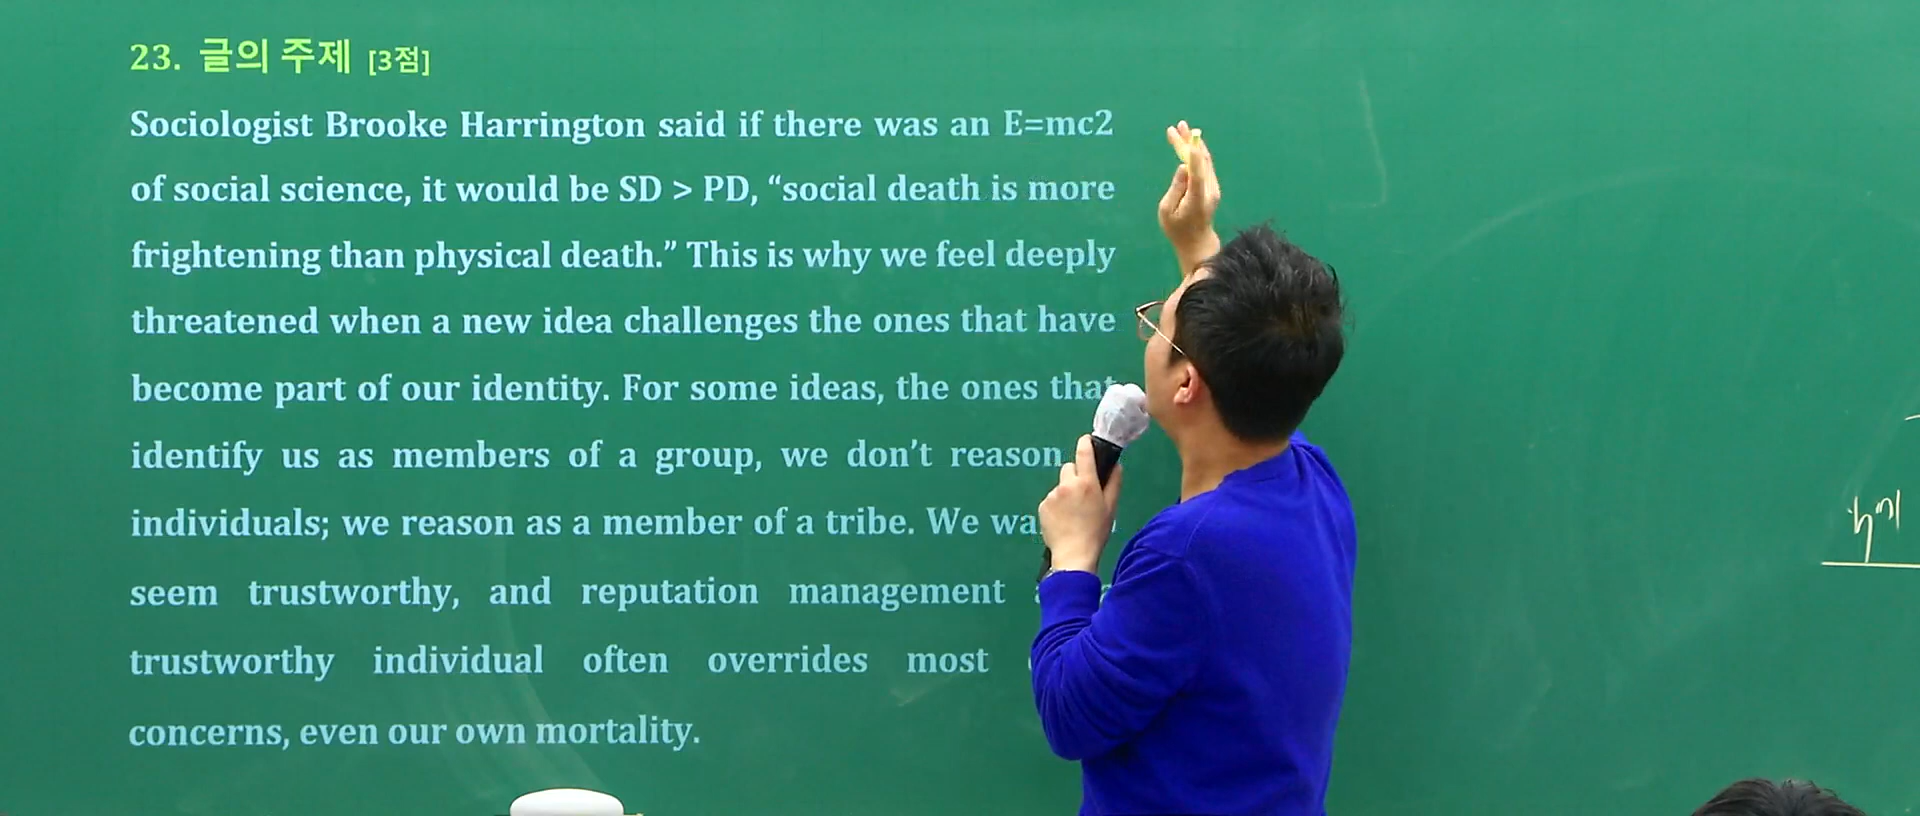 23. 글의 주제 [3점]
Sociologist Brooke Harrington said if there was an E=mc2
of social science, it would be SD > PD, “social death is more
frightening than physical death.” This is why we feel deeply
threatened when a new idea challenges the ones that have
become part of our identity. For some ideas, the ones that
identify us as members of a group, we don’t reason
individuals; we reason as a member of a tribe. We
seem trustworthy, and reputation management
trustworthy individual often overrides most
concerns, even our own mortality.